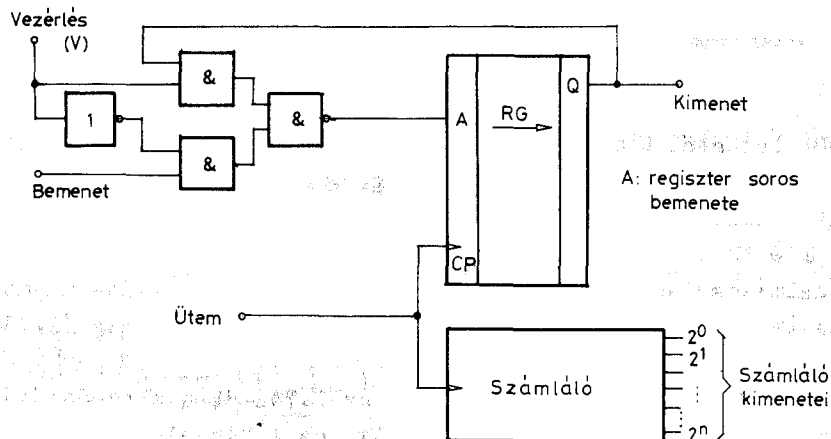 Vezérlés
(V)
&
&
1
&
Bemenet
A
RG
Q
CP
Kimenet
A: regiszter soros
bemenete
Ütem
Számláló
2⁰
2¹
2ⁿ
Számláló
kimenetei